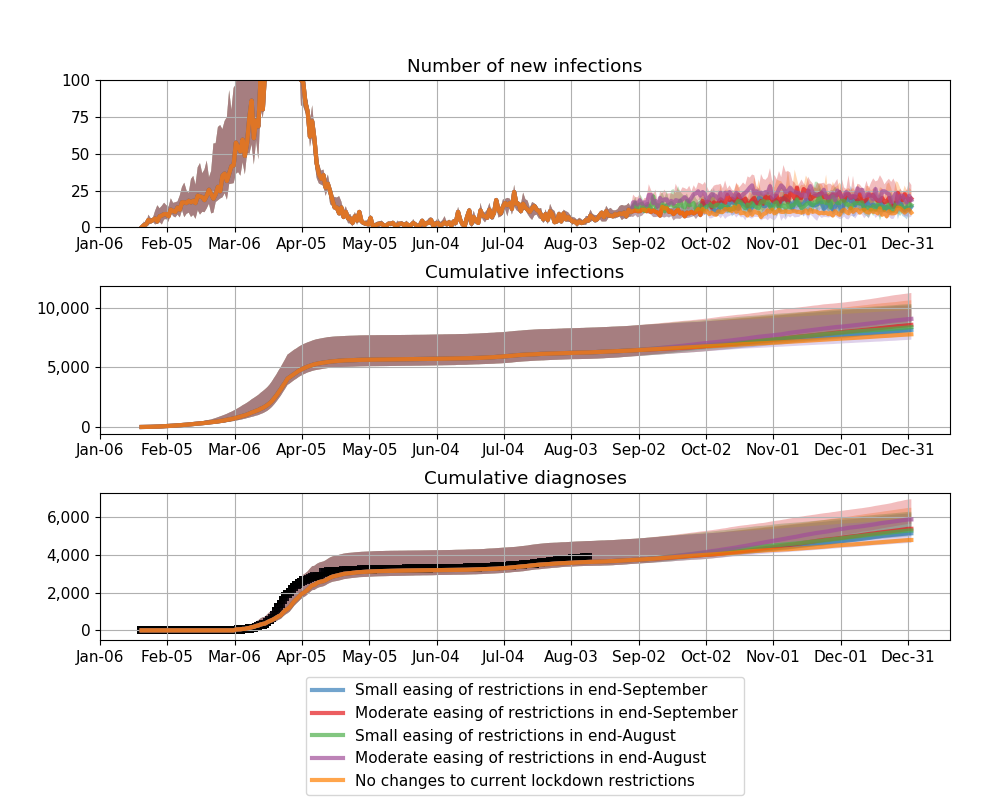 Number of new infections
100
75
50
25
0
Jan-06 Feb-05 Mar-06 Apr-05 May-05 Jun-04 Jul-04 Aug-03 Sep-02 Oct-02 Nov-01 Dec-01 Dec-31
Cumulative infections
10,000
5,000
0
Jan-06 Feb-05 Mar-06 Apr-05 May-05 Jun-04 Jul-04 Aug-03 Sep-02 Oct-02 Nov-01 Dec-01 Dec-31
Cumulative diagnoses
6,000
4,000
2,000
0
Jan-06 Feb-05 Mar-06 Apr-05 May-05 Jun-04 Jul-04 Aug-03 Sep-02 Oct-02 Nov-01 Dec-01 Dec-31
Small easing of restrictions in end-September
Moderate easing of restrictions in end-September
Small easing of restrictions in end-August
Moderate easing of restrictions in end-August
No changes to current lockdown restrictions